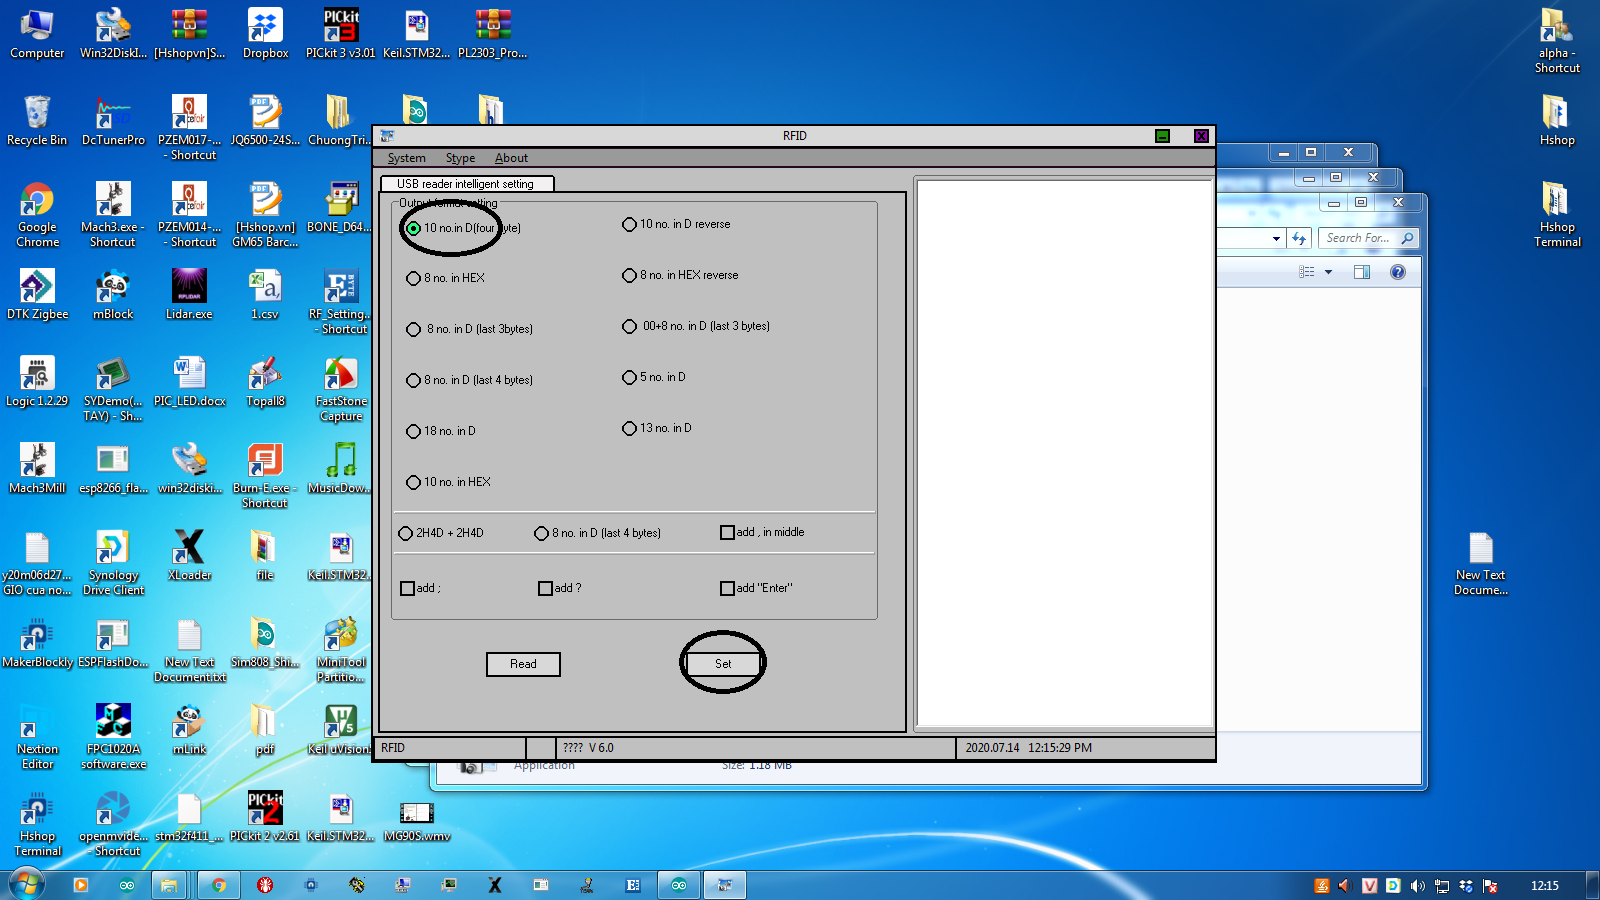 Computer
Win32DiskI...
[Hshopvn]S...
Dropbox
PICkit 3 v3.01
Keil.STM32...
PL2303_Pro...
alpha -
Shortcut
Recycle Bin
DcTunerPro
PZEM017-...
- Shortcut
JQ6500-24S...
ChuongTri...
Hshop
Google
Chrome
Mach3.exe -
Shortcut
PZEM014-...
- Shortcut
[Hshop.vn]
GM65 Barc...
BONE_D64...
Hshop
Terminal
DTK Zigbee
mBlock
Lidar.exe
1.csv
RF_Setting...
- Shortcut
Logic 1.2.29
SYDemo(...
TAY) - Sh...
PIC_LED.docx
Topall8
FastStone
Capture
Mach3Mill
esp8266_fla...
win32diski...
Burn-E.exe -
Shortcut
MusicDow...
y20m06d27...
GIO cua no...
Synology
Drive Client
XLoader
file
Keil.STM32...
New Text
Docume...
MakerBlockly
ESPFlashDo...
New Text
Document.txt
Sim808_Shi...
MiniTool
Partitio...
Nextion
Editor
FPC1020A
software.exe
mLink
pdf
Keil uVision5
Hshop
Terminal
openmvide...
- Shortcut
stm32f411_...
PICkit 2 v2.61
Keil.STM32...
MG90S.wmv
RFID
System
Stype
About
USB reader intelligent setting
Output format setting
10 no.in D(four byte)
10 no. in D reverse
8 no. in HEX
8 no. in HEX reverse
8 no. in D (last 3bytes)
00+8 no. in D (last 3 bytes)
8 no. in D (last 4 bytes)
5 no. in D
18 no. in D
13 no. in D
10 no. in HEX
2H4D + 2H4D
8 no. in D (last 4 bytes)
add , in middle
add ;
add ?
add "Enter"
Read
Set
RFID
???? V 6.0
2020.07.14 12:15:29 PM
Search For...
Application
Size: 1.18 MB
12:15